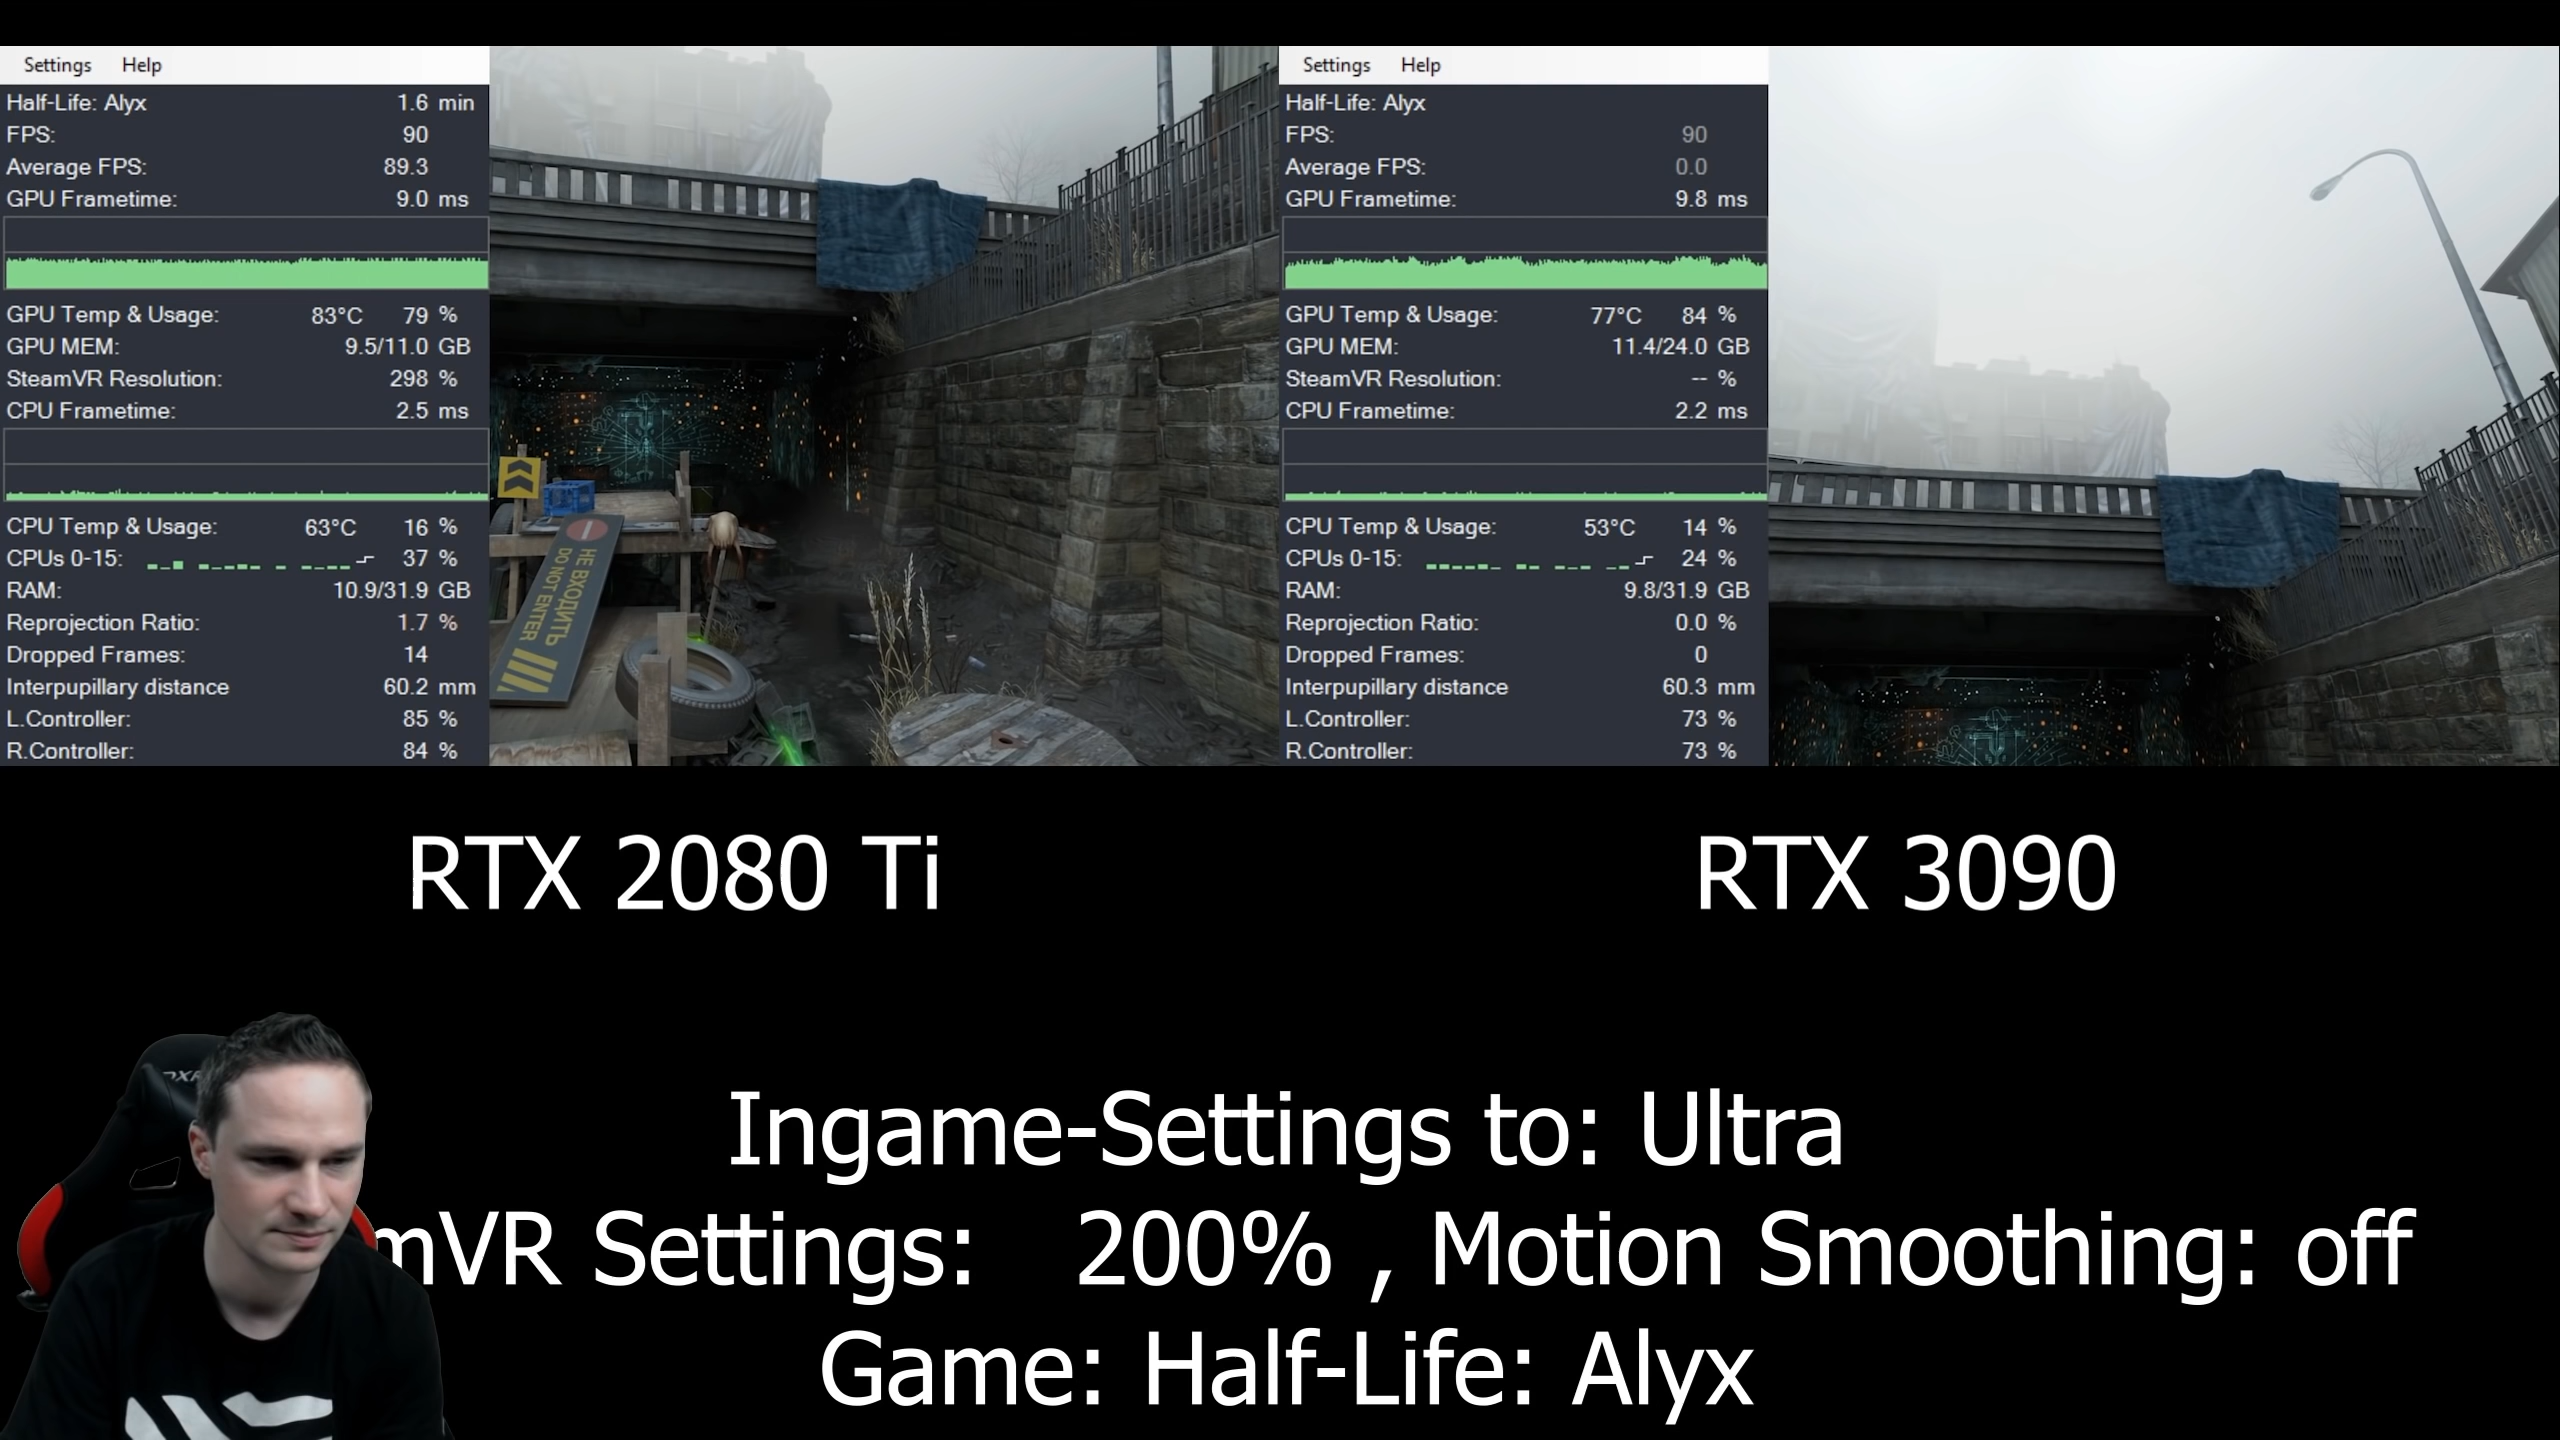 Settings Help
Half-Life: Alyx 1.6 min
FPS: 90
Average FPS: 89.3
GPU Frametime: 9.0 ms
GPU Temp & Usage: 83°C 79 %
GPU MEM: 9.5/11.0 GB
SteamVR Resolution: 298 %
CPU Frametime: 2.5 ms
CPU Temp & Usage: 63°C 16 %
CPUs 0-15: 37 %
RAM: 10.9/31.9 GB
Reprojection Ratio: 1.7 %
Dropped Frames: 14
Interpupillary distance 60.2 mm
L.Controller: 85 %
R.Controller: 84 %
НЕ ВХОДИТЬ
DO NOT ENTER
Settings Help
Half-Life: Alyx
FPS: 90
Average FPS: 0.0
GPU Frametime: 9.8 ms
GPU Temp & Usage: 77°C 84 %
GPU MEM: 11.4/24.0 GB
SteamVR Resolution: -- %
CPU Frametime: 2.2 ms
CPU Temp & Usage: 53°C 14 %
CPUs 0-15: 24 %
RAM: 9.8/31.9 GB
Reprojection Ratio: 0.0 %
Dropped Frames: 0
Interpupillary distance 60.3 mm
L.Controller: 73 %
R.Controller: 73 %
RTX 2080 Ti
RTX 3090
Ingame-Settings to: Ultra
mVR Settings: 200% , Motion Smoothing: off
Game: Half-Life: Alyx